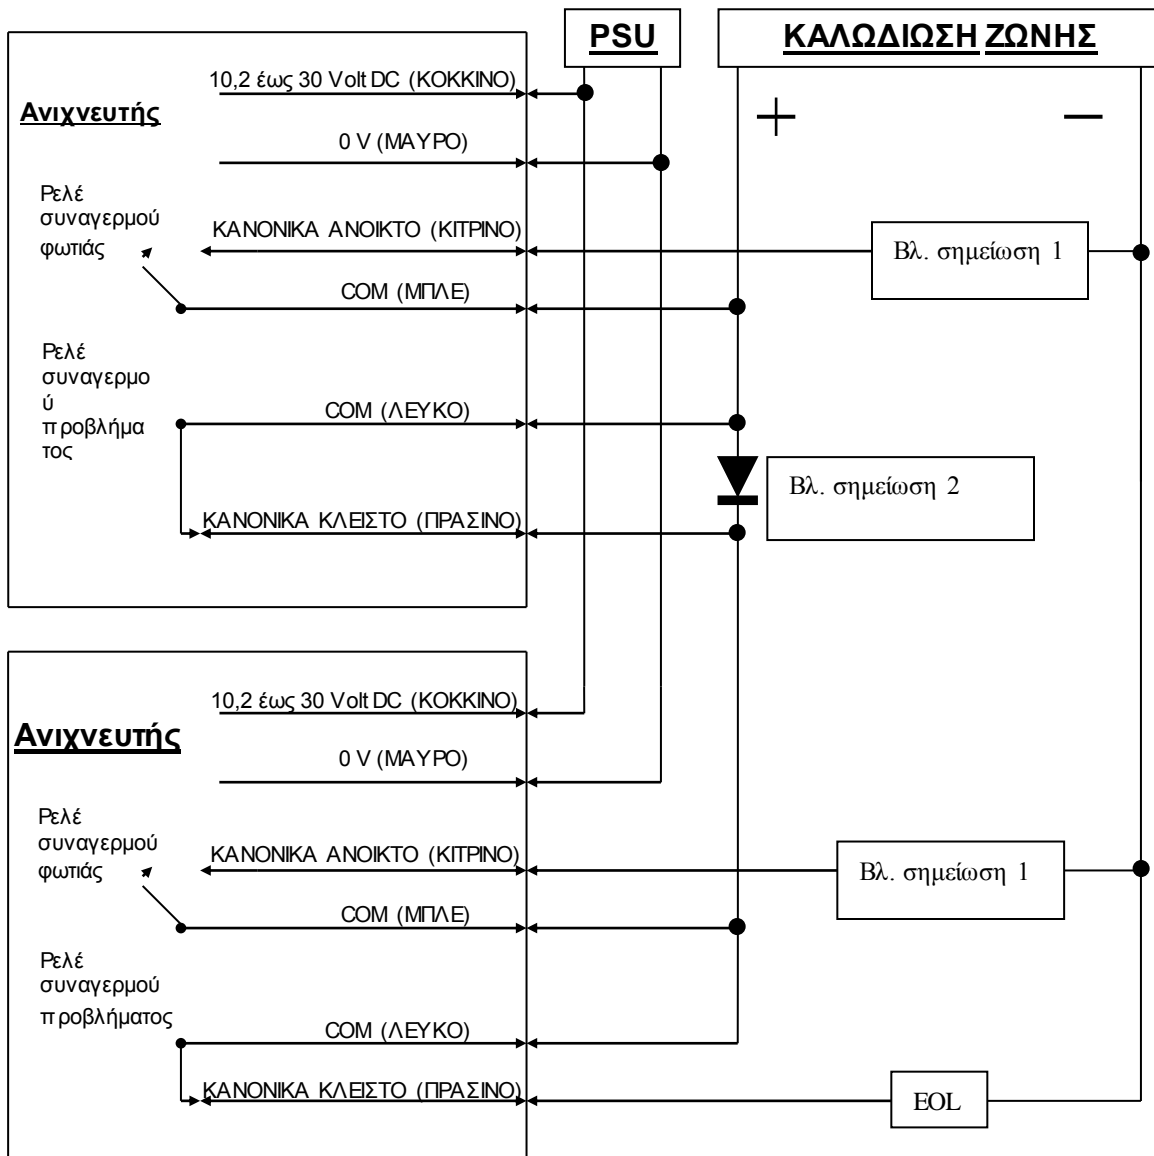 PSU
ΚΑΛΩΔΙΩΣΗ ΖΩΝΗΣ
+
−
Ανιχνευτής
10,2 έως 30 Volt DC (ΚΟΚΚΙΝΟ)
0 V (ΜΑΥΡΟ)
Ρελέ
συναγερμού
φωτιάς
ΚΑΝΟΝΙΚΑ ΑΝΟΙΚΤΟ (ΚΙΤΡΙΝΟ)
Βλ. σημείωση 1
COM (ΜΠΛΕ)
Ρελέ
συναγερμο
ύ
προβλήμα
τος
COM (ΛΕΥΚΟ)
Βλ. σημείωση 2
ΚΑΝΟΝΙΚΑ ΚΛΕΙΣΤΟ (ΠΡΑΣΙΝΟ)
Ανιχνευτής
10,2 έως 30 Volt DC (ΚΟΚΚΙΝΟ)
0 V (ΜΑΥΡΟ)
Ρελέ
συναγερμού
φωτιάς
ΚΑΝΟΝΙΚΑ ΑΝΟΙΚΤΟ (ΚΙΤΡΙΝΟ)
Βλ. σημείωση 1
COM (ΜΠΛΕ)
Ρελέ
συναγερμού
προβλήματος
COM (ΛΕΥΚΟ)
ΚΑΝΟΝΙΚΑ ΚΛΕΙΣΤΟ (ΠΡΑΣΙΝΟ)
EOL